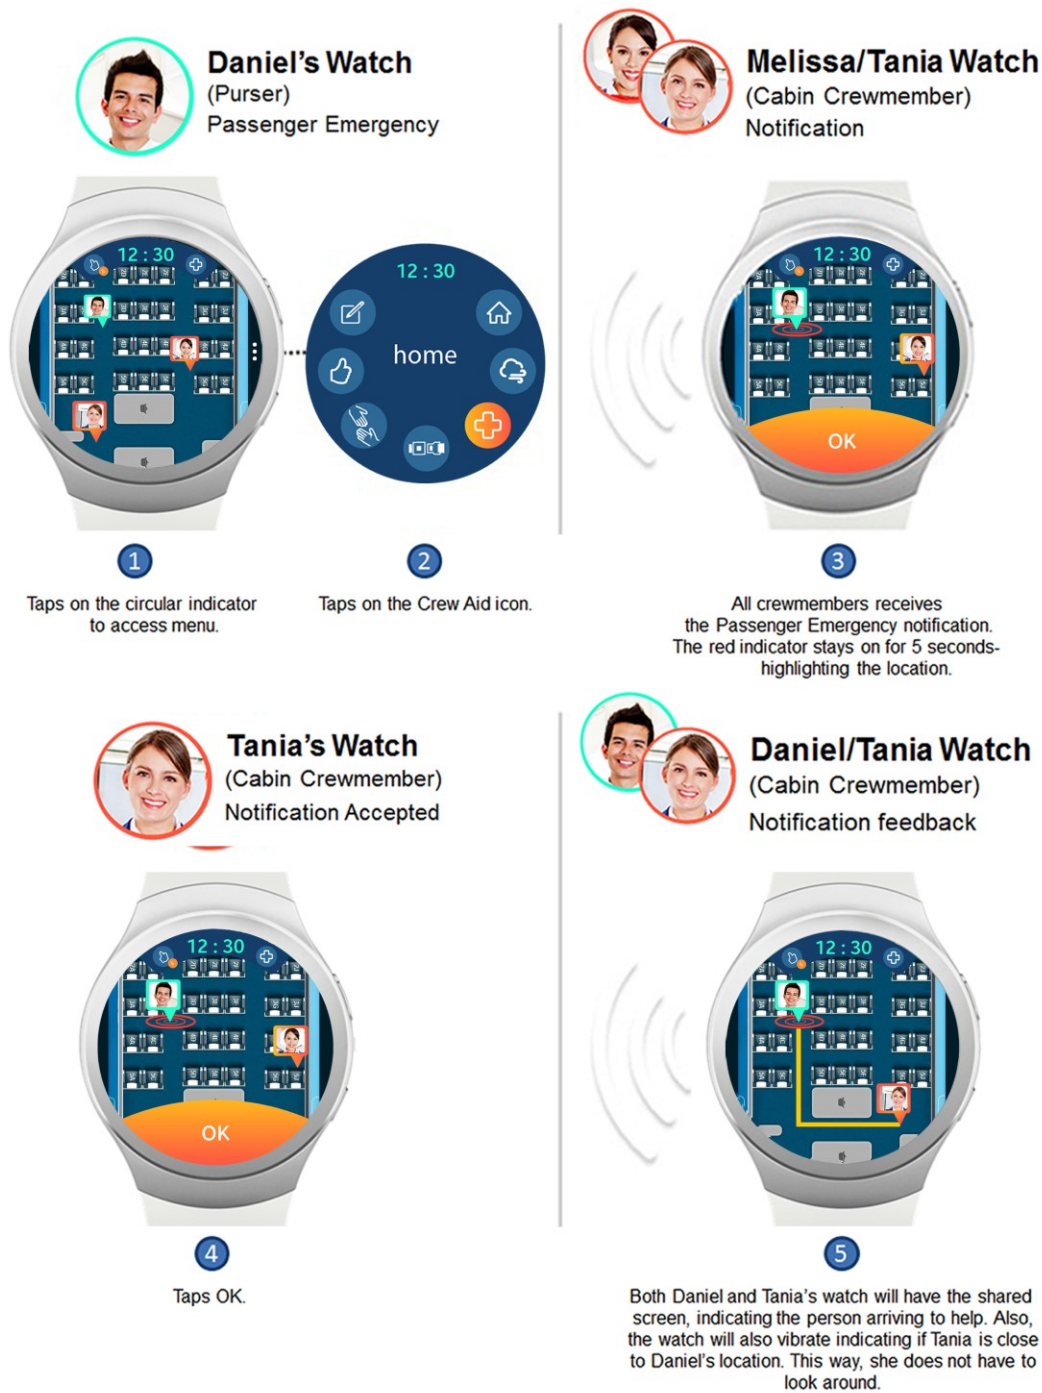 Daniel's Watch
(Purser)
Passenger Emergency
Melissa/Tania Watch
(Cabin Crewmember)
Notification
12:30
12:30
home
12:30
OK
1
2
3
Taps on the circular indicator
to access menu.
Taps on the Crew Aid icon.
All crewmembers receives
the Passenger Emergency notification.
The red indicator stays on for 5 seconds-
highlighting the location.
Tania's Watch
(Cabin Crewmember)
Notification Accepted
Daniel/Tania Watch
(Cabin Crewmember)
Notification feedback
12:30
OK
12:30
4
5
Taps OK.
Both Daniel and Tania's watch will have the shared
screen, indicating the person arriving to help. Also,
the watch will also vibrate indicating if Tania is close
to Daniel's location. This way, she does not have to
look around.